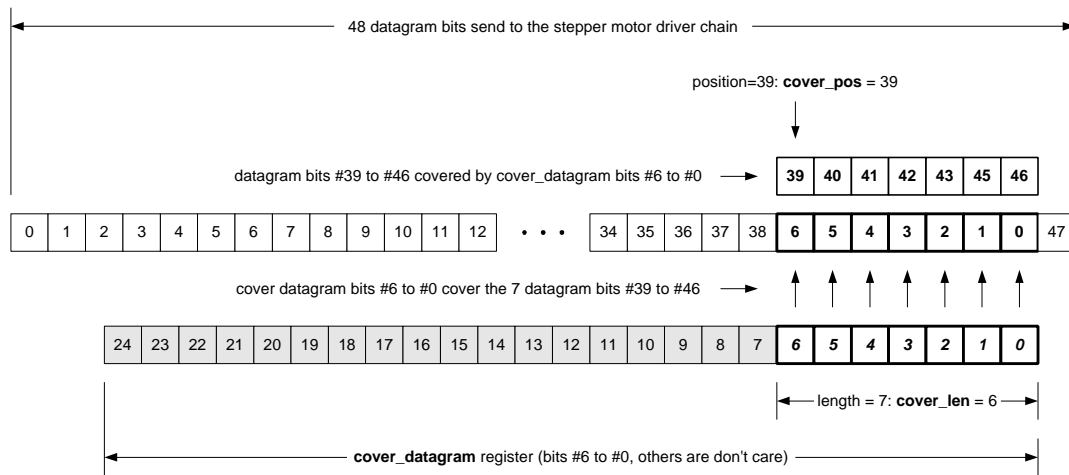 48 datagram bits send to the stepper motor driver chain
position=39: cover_pos = 39
datagram bits #39 to #46 covered by cover_datagram bits #6 to #0
39 40 41 42 43 45 46
0 1 2 3 4 5 6 7 8 9 10 11 12 • • • 34 35 36 37 38 6 5 4 3 2 1 0 47
cover datagram bits #6 to #0 cover the 7 datagram bits #39 to #46
24 23 22 21 20 19 18 17 16 15 14 13 12 11 10 9 8 7 6 5 4 3 2 1 0
length = 7: cover_len = 6
cover_datagram register (bits #6 to #0, others are don't care)